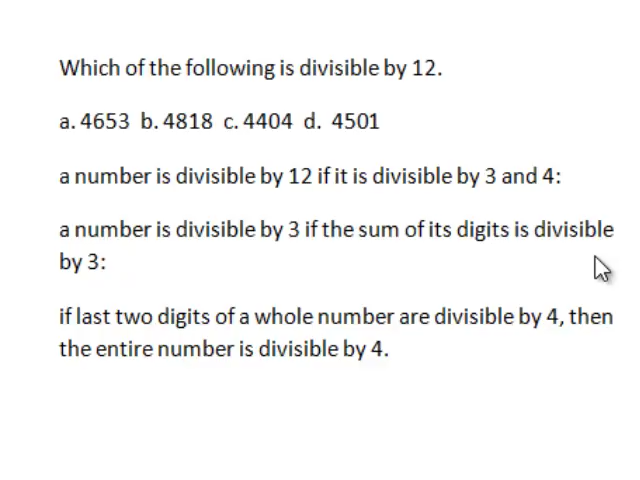 Which of the following is divisible by 12.
a. 4653 b. 4818 c. 4404 d. 4501
a number is divisible by 12 if it is divisible by 3 and 4:
a number is divisible by 3 if the sum of its digits is divisible
by 3:
if last two digits of a whole number are divisible by 4, then
the entire number is divisible by 4.